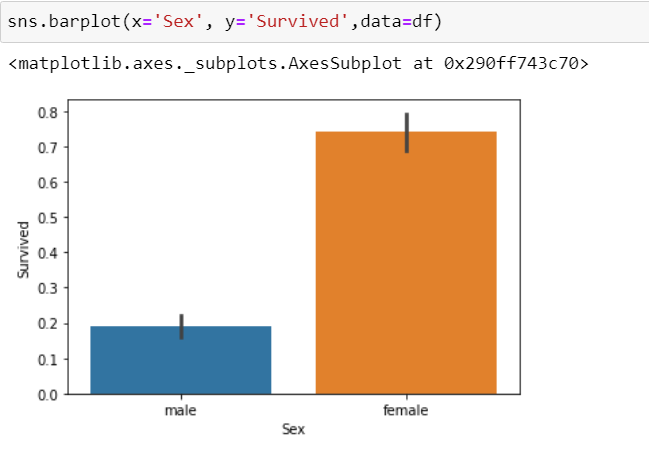 sns.barplot(x='Sex', y='Survived',data=df)
<matplotlib.axes._subplots.AxesSubplot at 0x290ff743c70>
0.8
0.7
0.6
0.5
0.4
0.3
0.2
0.1
0.0
Survived
male female
Sex